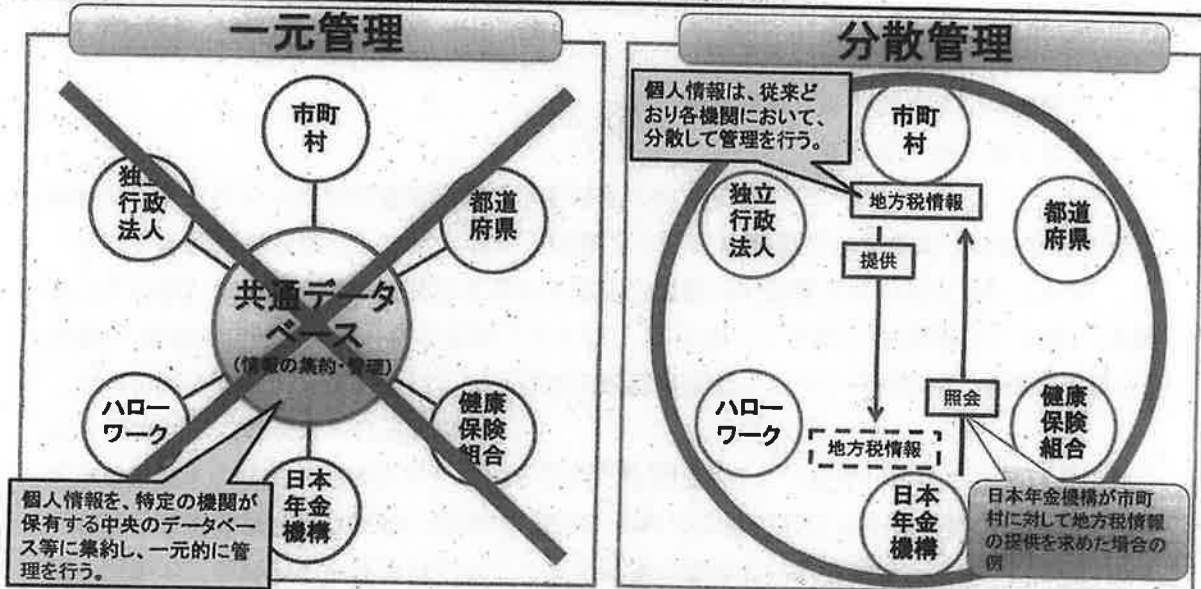 一元管理
市町
村
独立
行政
法人
都道
府県
共通データ
ベース
(情報の集約・管理)
ハロー
ワーク
健康
保険
組合
日本
年金
機構
個人情報を、特定の機関が
保有する中央のデータベー
ス等に集約し、一元的に管
理を行う。
分散管理
個人情報は、従来ど
おり各機関において、
分散して管理を行う。
市町
村
独立
行政
法人
地方税情報
都道
府県
提供
照会
ハロー
ワーク
地方税情報
健康
保険
組合
日本
年金
機構
日本年金機構が市町
村に対して地方税情報
の提供を求めた場合の
例